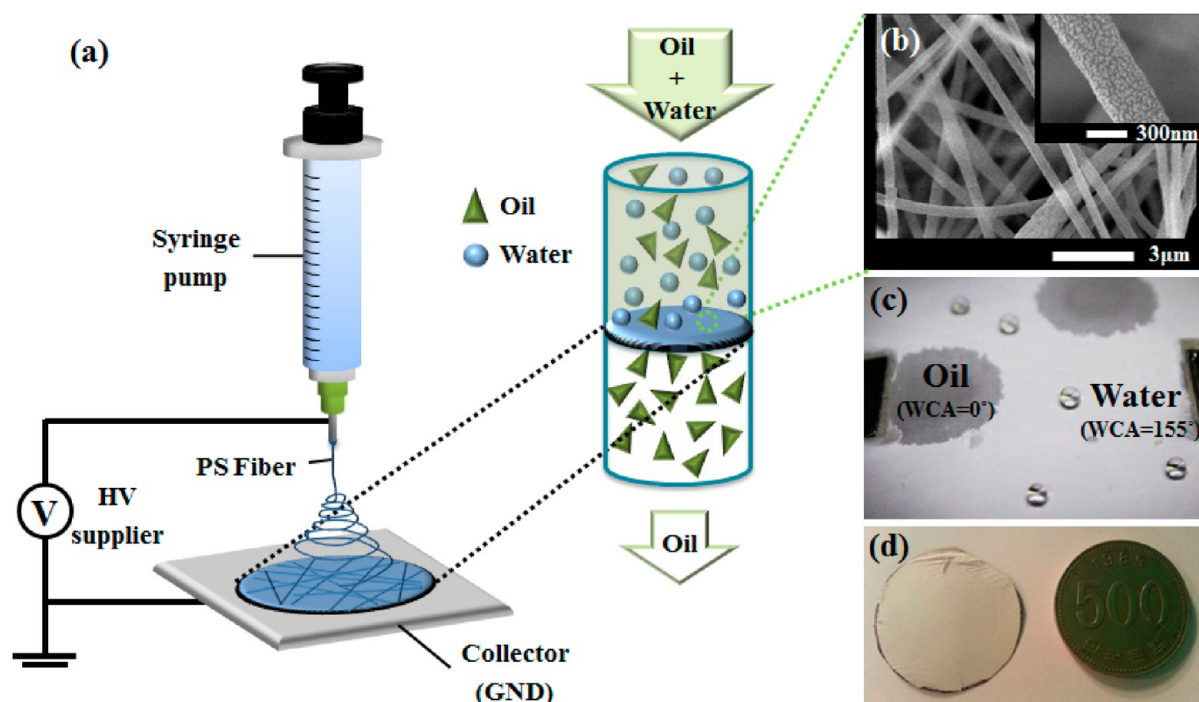 (a)
Syringe
pump
PS Fiber
HV
supplier
V
Collector
(GND)
Oil
+
Water
Oil
Water
Oil
(b)
300nm
3μm
(c)
Oil
(WCA=0˚)
Water
(WCA=155˚)
(d)
1989
500